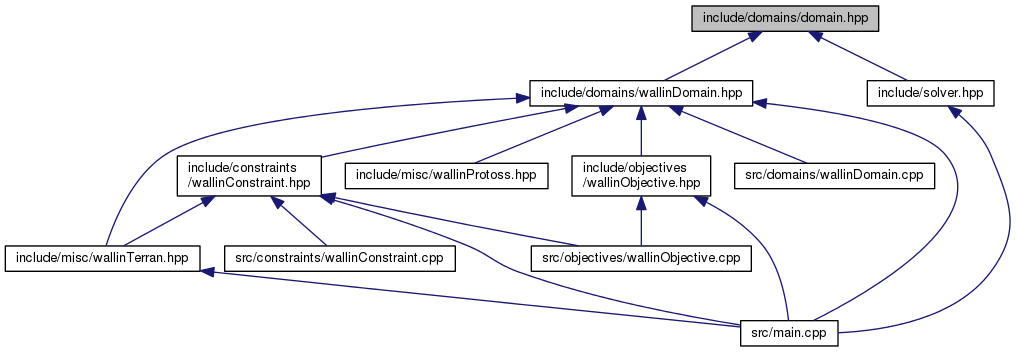 include/domains/domain.hpp
include/domains/wallinDomain.hpp
include/solver.hpp
include/constraints
/wallinConstraint.hpp
include/misc/wallinProtoss.hpp
include/objectives
/wallinObjective.hpp
src/domains/wallinDomain.cpp
include/misc/wallinTerran.hpp
src/constraints/wallinConstraint.cpp
src/objectives/wallinObjective.cpp
src/main.cpp